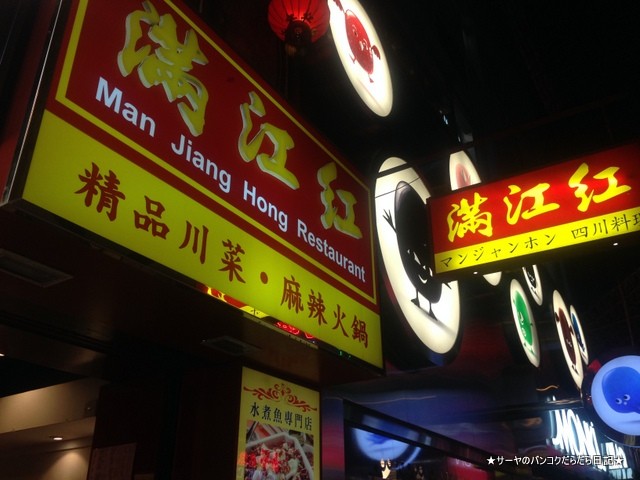 滿江红
Man Jiang Hong Restaurant
精品川菜・麻辣火鍋
滿江红
マンジャンホン 四川料理
水煮魚專門店
★サーヤのバンコクだらだら日記★